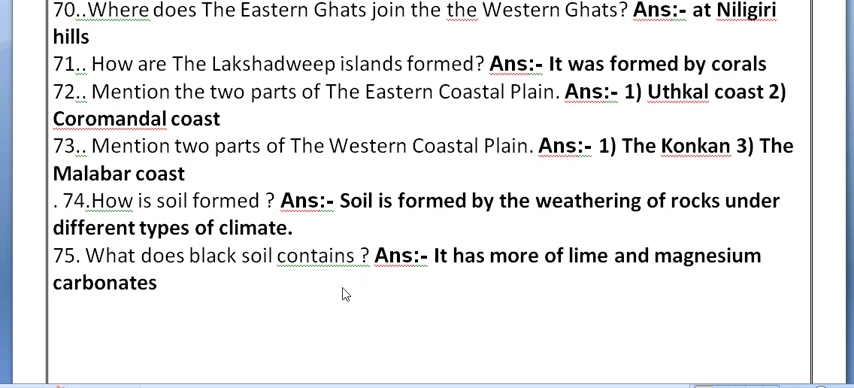 70..Where does The Eastern Ghats join the the Western Ghats? Ans:- at Niligiri
hills
71.. How are The Lakshadweep islands formed? Ans:- It was formed by corals
72.. Mention the two parts of The Eastern Coastal Plain. Ans:- 1) Uthkal coast 2)
Coromandal coast
73.. Mention two parts of The Western Coastal Plain. Ans:- 1) The Konkan 3) The
Malabar coast
. 74.How is soil formed ? Ans:- Soil is formed by the weathering of rocks under
different types of climate.
75. What does black soil contains ? Ans:- It has more of lime and magnesium
carbonates